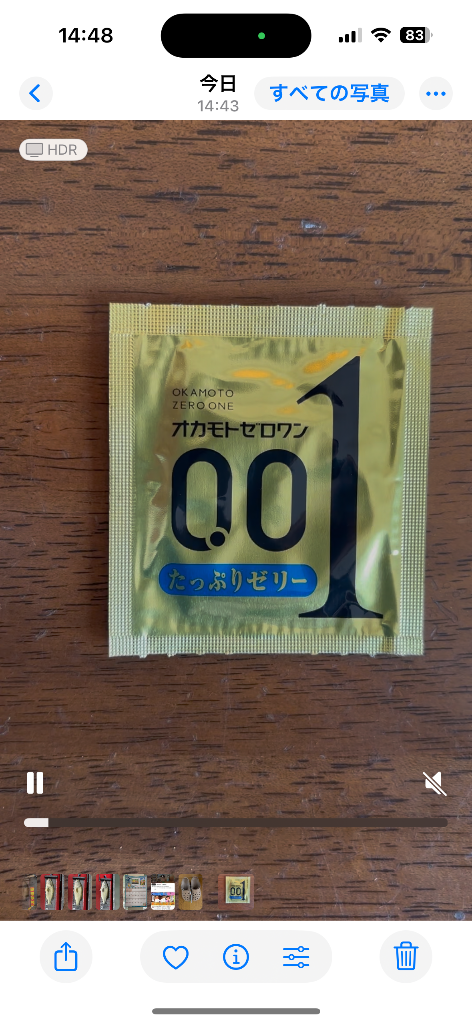 14:48
83
今日
14:43
すべての写真
HDR
OKAMOTO
ZERO ONE
オカモトゼロワン
0.01
たっぷりゼリー